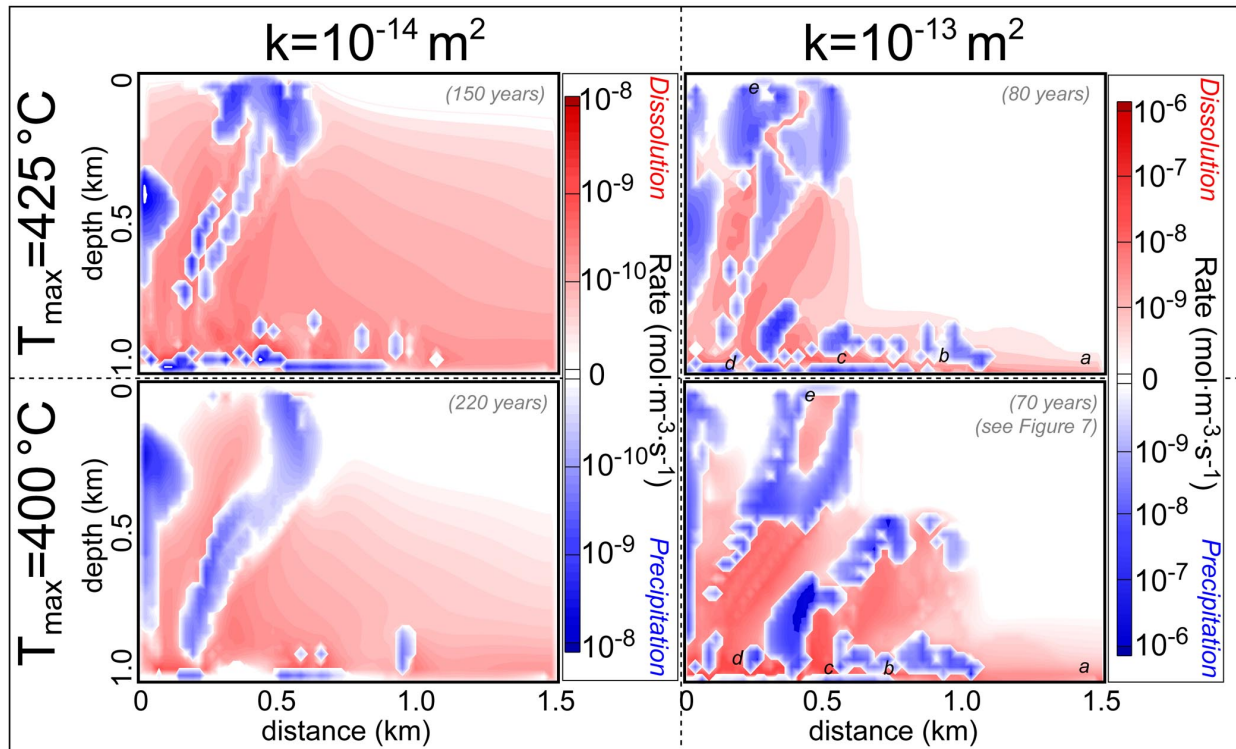 k=10⁻¹⁴ m²
k=10⁻¹³ m²
T_max=425 °C
depth (km)
0
0.5
1.0
(150 years)
10⁻⁸
10⁻⁹
10⁻¹⁰
0
10⁻¹⁰
10⁻⁹
10⁻⁸
Dissolution
Rate (mol·m⁻³·s⁻¹)
Precipitation
e
(80 years)
d
c
b
a
10⁻⁶
10⁻⁷
10⁻⁸
10⁻⁹
0
10⁻⁹
10⁻⁸
10⁻⁷
10⁻⁶
Dissolution
Rate (mol·m⁻³·s⁻¹)
Precipitation
T_max=400 °C
depth (km)
0
0.5
1.0
(220 years)
0
0.5
1.0
1.5
distance (km)
e
(70 years)
(see Figure 7)
d
c
b
a
0
0.5
1.0
1.5
distance (km)